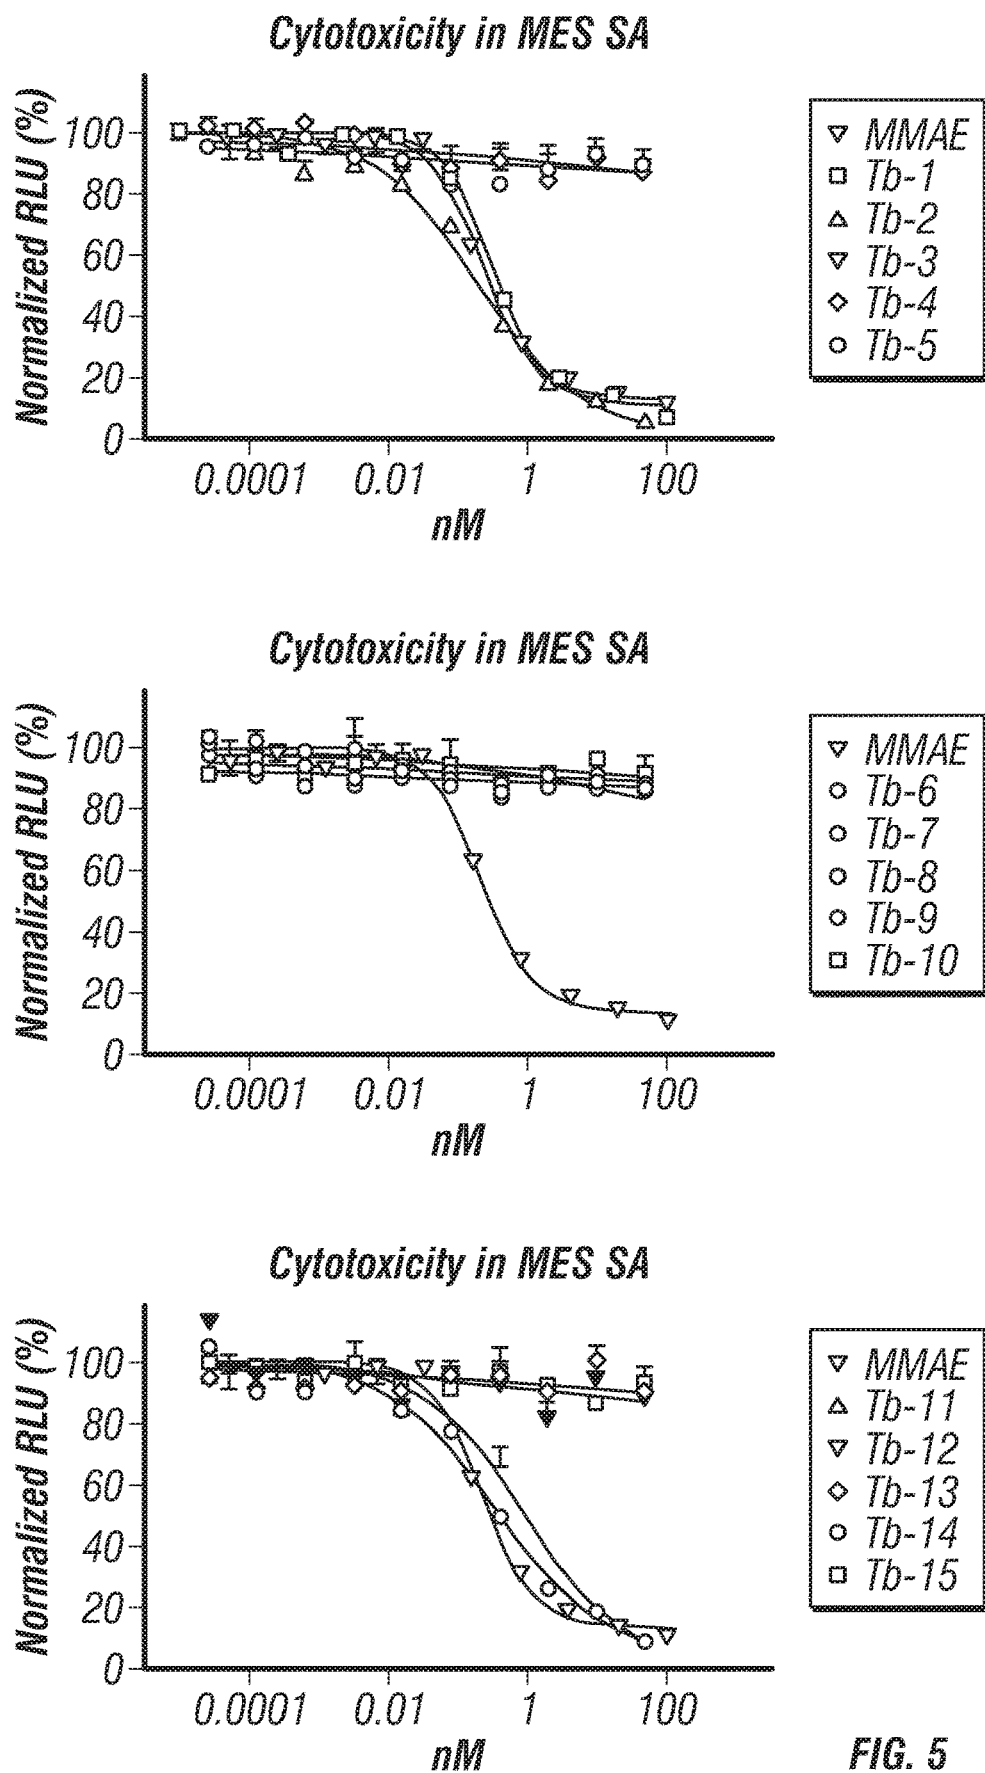 Cytotoxicity in MES SA
Normalized RLU (%)
100
80
60
40
20
0
0.0001 0.01 1 100
nM
MMAE
Tb-1
Tb-2
Tb-3
Tb-4
Tb-5
Cytotoxicity in MES SA
Normalized RLU (%)
100
80
60
40
20
0
0.0001 0.01 1 100
nM
MMAE
Tb-6
Tb-7
Tb-8
Tb-9
Tb-10
Cytotoxicity in MES SA
Normalized RLU (%)
100
80
60
40
20
0
0.0001 0.01 1 100
nM
MMAE
Tb-11
Tb-12
Tb-13
Tb-14
Tb-15
FIG. 5